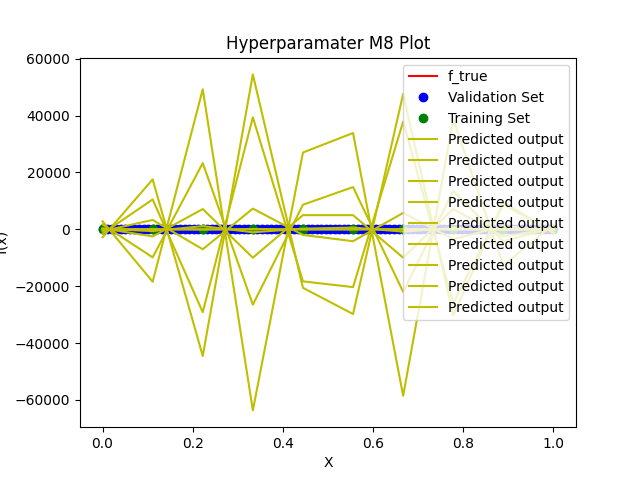 Hyperparamater M8 Plot
60000
40000
20000
0
−20000
−40000
−60000
f(x)
f_true
Validation Set
Training Set
Predicted output
Predicted output
Predicted output
Predicted output
Predicted output
Predicted output
Predicted output
Predicted output
Predicted output
0.0 0.2 0.4 0.6 0.8 1.0
X